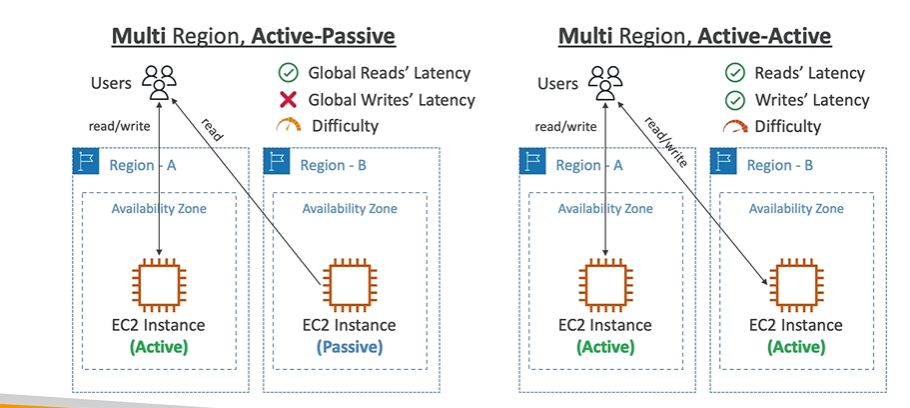 Multi Region, Active-Passive
Users
Global Reads' Latency
Global Writes' Latency
Difficulty
read/write
read
Region - A
Region - B
Availability Zone
Availability Zone
EC2 Instance
(Active)
EC2 Instance
(Passive)
Multi Region, Active-Active
Users
Reads' Latency
Writes' Latency
Difficulty
read/write
read/write
Region - A
Region - B
Availability Zone
Availability Zone
EC2 Instance
(Active)
EC2 Instance
(Active)